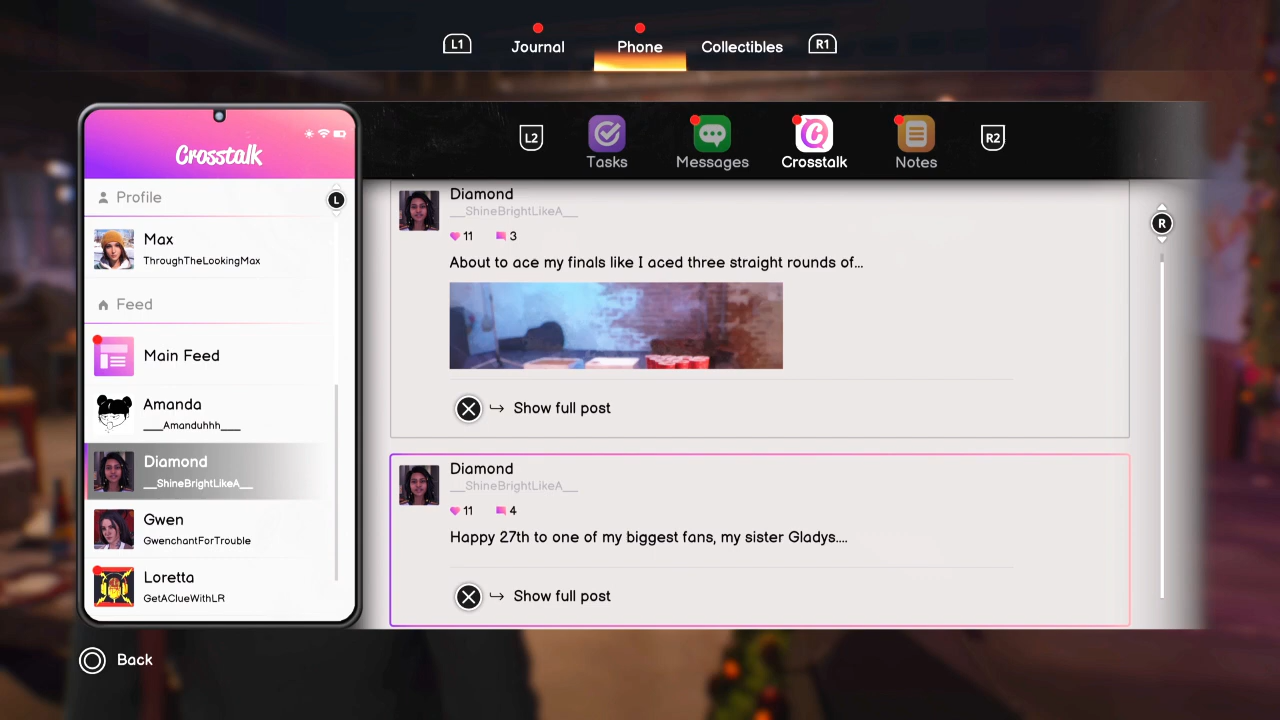 L1
Journal
Phone
Collectibles
R1
L2
Tasks
Messages
Crosstalk
Notes
R2
Crosstalk
Profile
L
Max
ThroughTheLookingMax
Feed
Main Feed
Amanda
___Amanduhhh___
Diamond
__ShineBrightLikeA__
Gwen
GwenchantForTrouble
Loretta
GetAClueWithLR
Diamond
__ShineBrightLikeA__
11
3
About to ace my finals like I aced three straight rounds of...
Show full post
Diamond
__ShineBrightLikeA__
11
4
Happy 27th to one of my biggest fans, my sister Gladys....
Show full post
R
Back